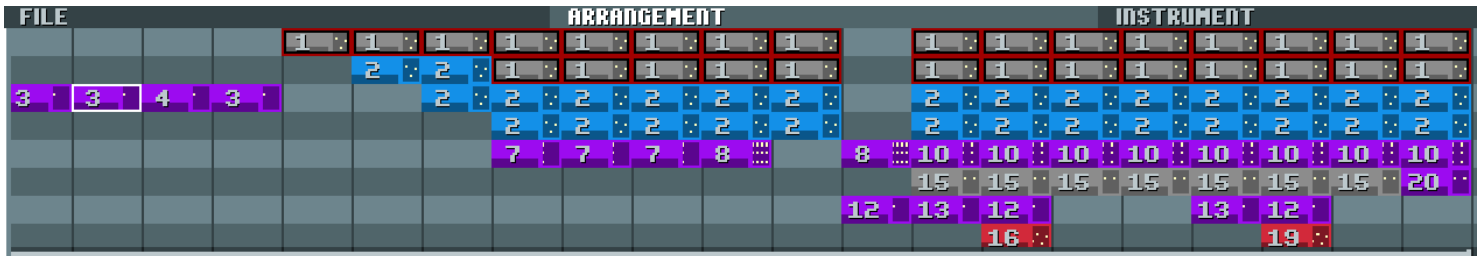 FILE ARRANGEMENT INSTRUMENT
1 1 1 1 1 1 1 1 1 1 1 1 1 1 1 1
2 2 1 1 1 1 1 1 1 1 1 1 1 1 1
3 3 4 3 2 2 2 2 2 2 2 2 2 2 2 2 2 2
2 2 2 2 2 2 2 2 2 2 2 2 2
7 7 7 8 8 10 10 10 10 10 10 10 10
15 15 15 15 15 15 15 20
12 13 12 13 12
16 19